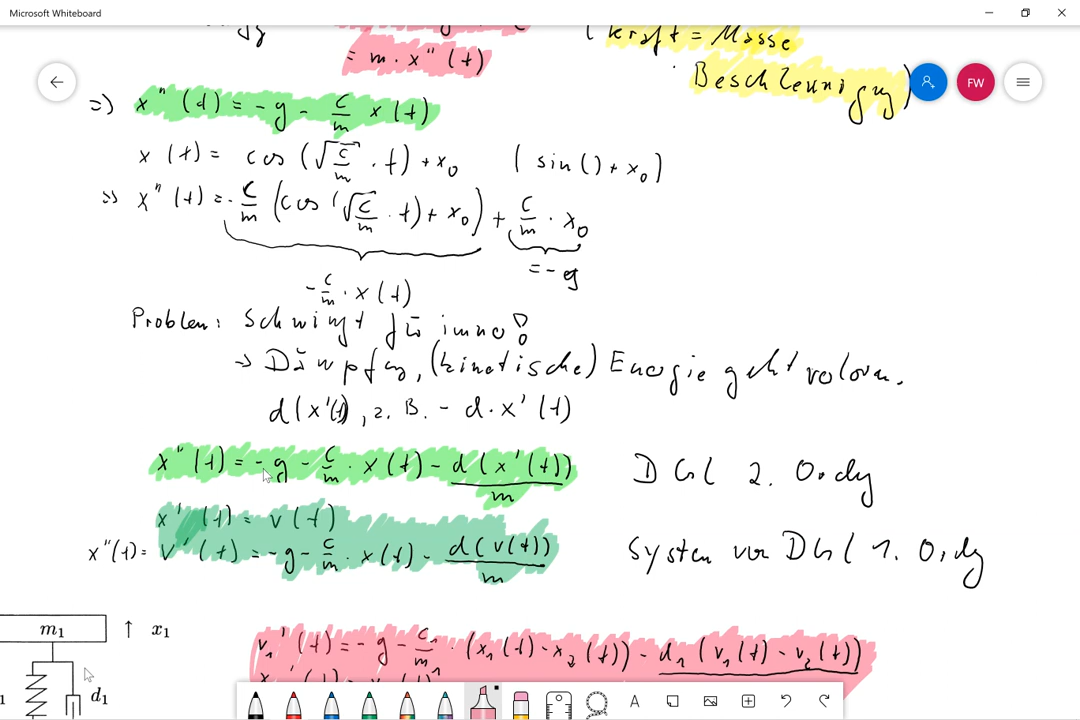 Microsoft Whiteboard
= m · x''(t)
(Kraft = Masse
· Beschleunigung)
FW
=> x''(t) = -g - c/m x(t)
x(t) = cos(√(c/m) · t) + x₀ (sin() + x₀)
=> x''(t) = -c/m (cos(√(c/m) · t) + x₀) + c/m · x₀
= -g
-c/m · x(t)
Problem: Schwingt für immer!
→ Dämpfung, (kinetische) Energie geht verloren.
d(x'(t)), z.B. - d · x'(t)
x''(t) = -g - c/m · x(t) - d(x'(t))/m DGl 2. Ordng
x'(t) = v(t)
x''(t) = v'(t) = -g - c/m · x(t) - d(v(t))/m System von DGl 1. Ordng
m₁ ↑ x₁
v₁'(t) = -g - c₁/m₁ · (x₁(t) - x₂(t)) - d₁(v₁(t) - v₂(t))
d₁
A